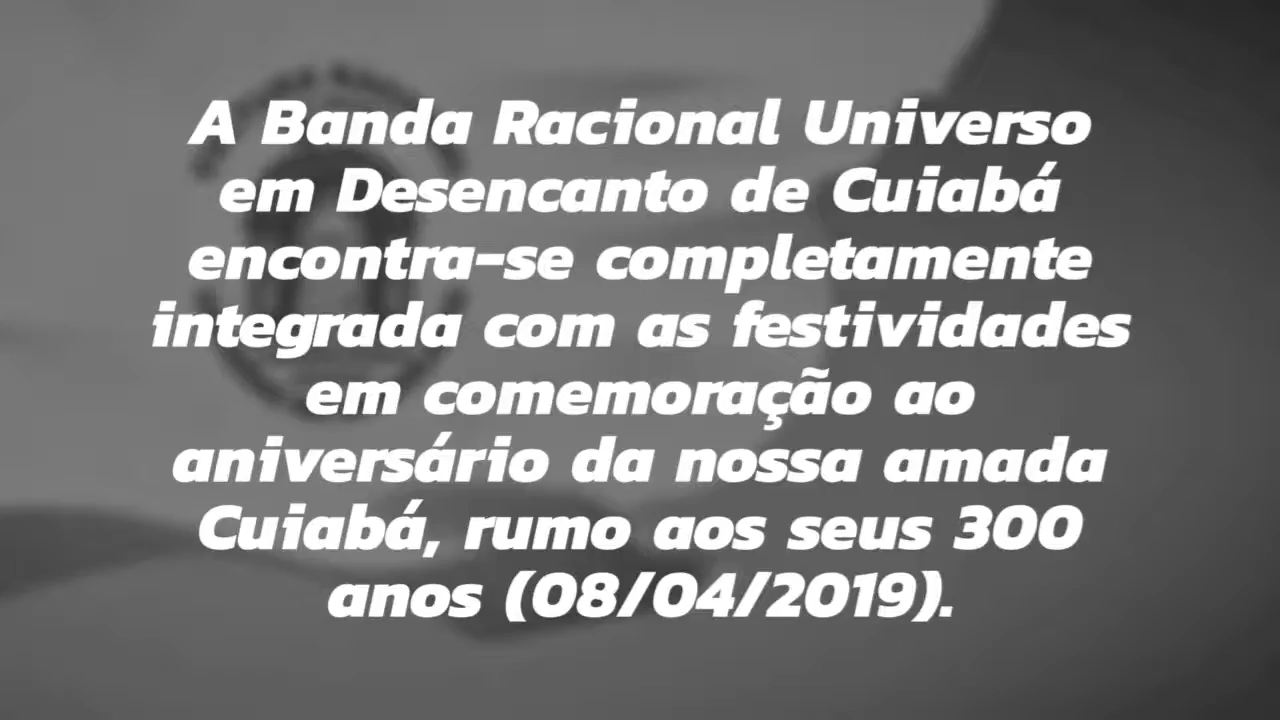 A Banda Racional Universo
em Desencanto de Cuiabá
encontra-se completamente
integrada com as festividades
em comemoração ao
aniversário da nossa amada
Cuiabá, rumo aos seus 300
anos (08/04/2019).